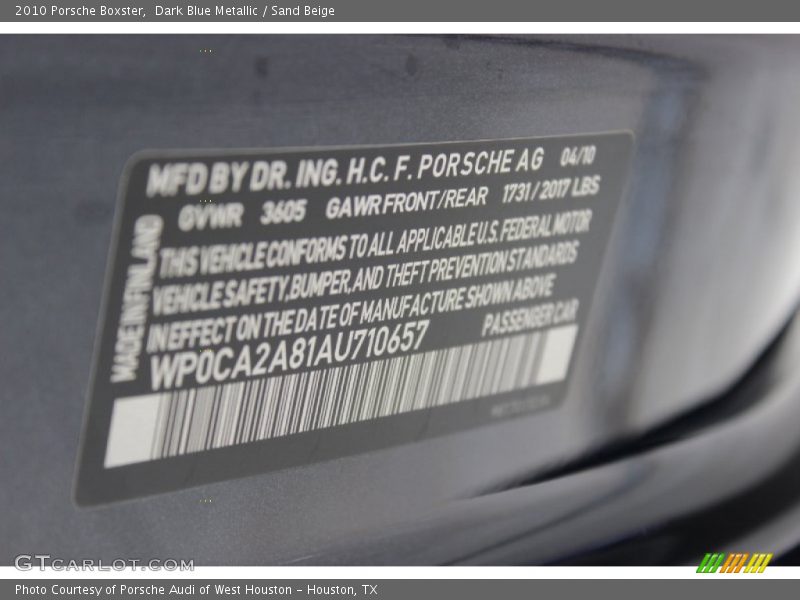 2010 Porsche Boxster,  Dark Blue Metallic / Sand Beige
MFD BY DR. ING. H.C. F. PORSCHE AG 04/10
GVWR 3605 GAWR FRONT/REAR 1731/2017 LBS
THIS VEHICLE CONFORMS TO ALL APPLICABLE U.S. FEDERAL MOTOR
VEHICLE SAFETY, BUMPER, AND THEFT PREVENTION STANDARDS
IN EFFECT ON THE DATE OF MANUFACTURE SHOWN ABOVE
WP0CA2A81AU710657 PASSENGER CAR
MADE IN FINLAND
GTCARLOT.COM
Photo Courtesy of Porsche Audi of West Houston – Houston, TX